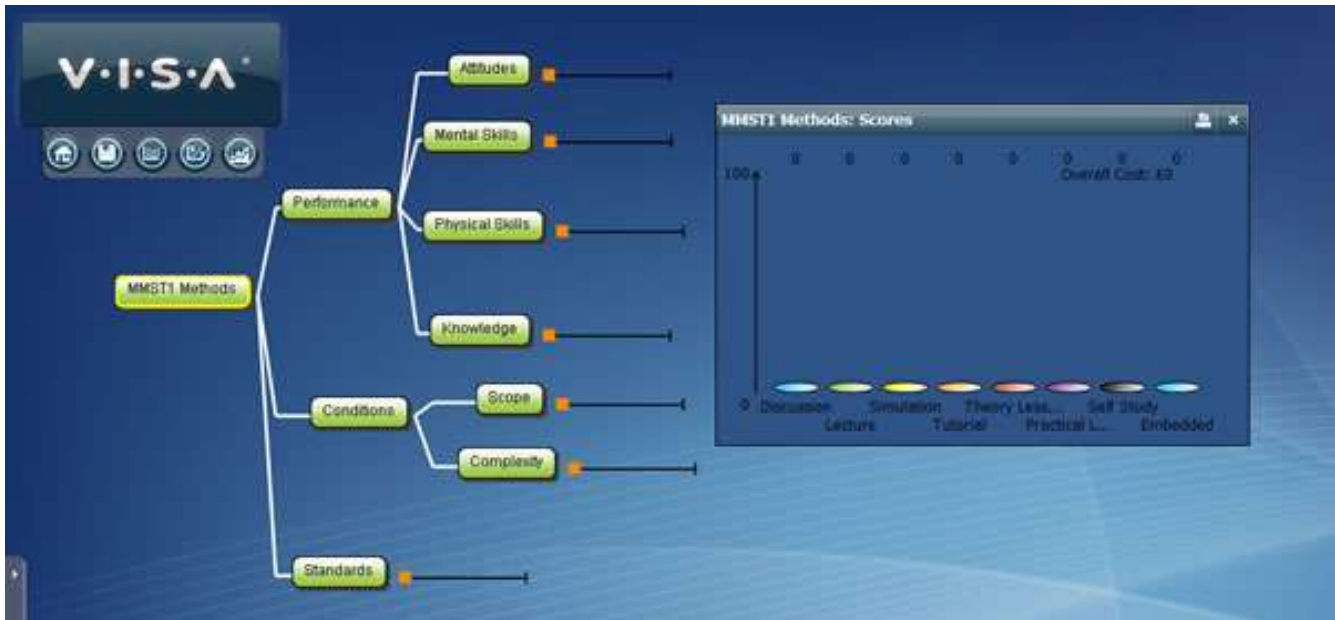 V·I·S·A
Attitudes
Mental Skills
Performance
Physical Skills
MMST1 Methods
Knowledge
Conditions
Scope
Complexity
Standards
MMST1 Methods: Scores
0 0 0 0 0 0 0 0
100
Overall Cost: £0
0
Discussion Simulation Theory Less... Self Study
Lecture Tutorial Practical L... Embedded